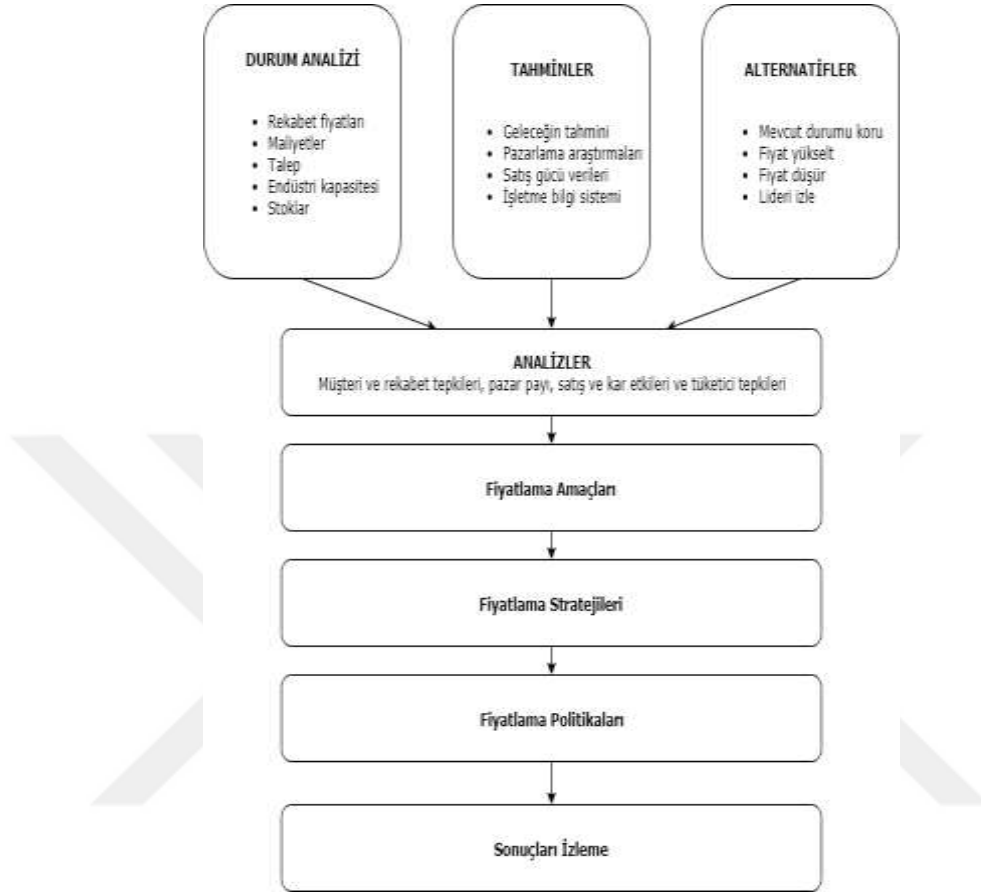 DURUM ANALİZİ
• Rekabet fiyatları
• Maliyetler
• Talep
• Endüstri kapasitesi
• Stoklar
TAHMİNLER
• Geleceğin tahmini
• Pazarlama araştırmaları
• Satış gücü verileri
• İşletme bilgi sistemi
ALTERNATİFLER
• Mevcut durumu koru
• Fiyat yükselt
• Fiyat düşür
• Lideri izle
ANALİZLER
Müşteri ve rekabet tepkileri, pazar payı, satış ve kar etkileri ve tüketici tepkileri
Fiyatlama Amaçları
Fiyatlama Stratejileri
Fiyatlama Politikaları
Sonuçları İzleme